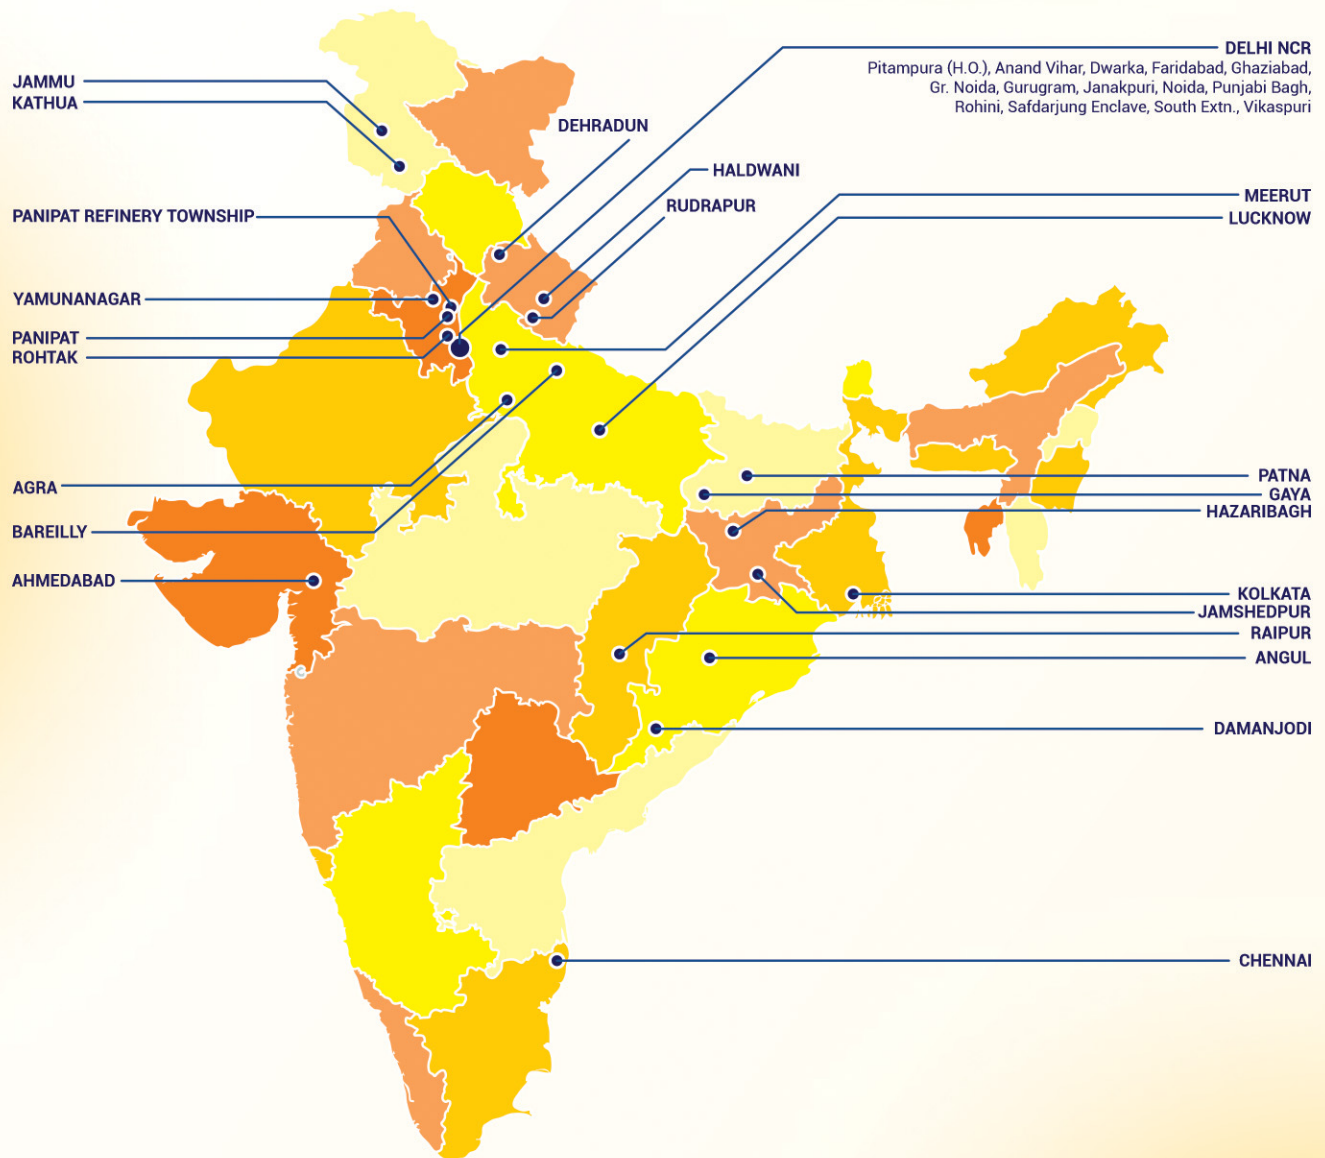 DELHI NCR
Pitampura (H.O.), Anand Vihar, Dwarka, Faridabad, Ghaziabad,
Gr. Noida, Gurugram, Janakpuri, Noida, Punjabi Bagh,
Rohini, Safdarjung Enclave, South Extn., Vikaspuri
JAMMU
KATHUA
DEHRADUN
HALDWANI
MEERUT
RUDRAPUR
PANIPAT REFINERY TOWNSHIP
LUCKNOW
YAMUNANAGAR
PANIPAT
ROHTAK
PATNA
AGRA
GAYA
HAZARIBAGH
BAREILLY
AHMEDABAD
KOLKATA
JAMSHEDPUR
RAIPUR
ANGUL
DAMANJODI
CHENNAI